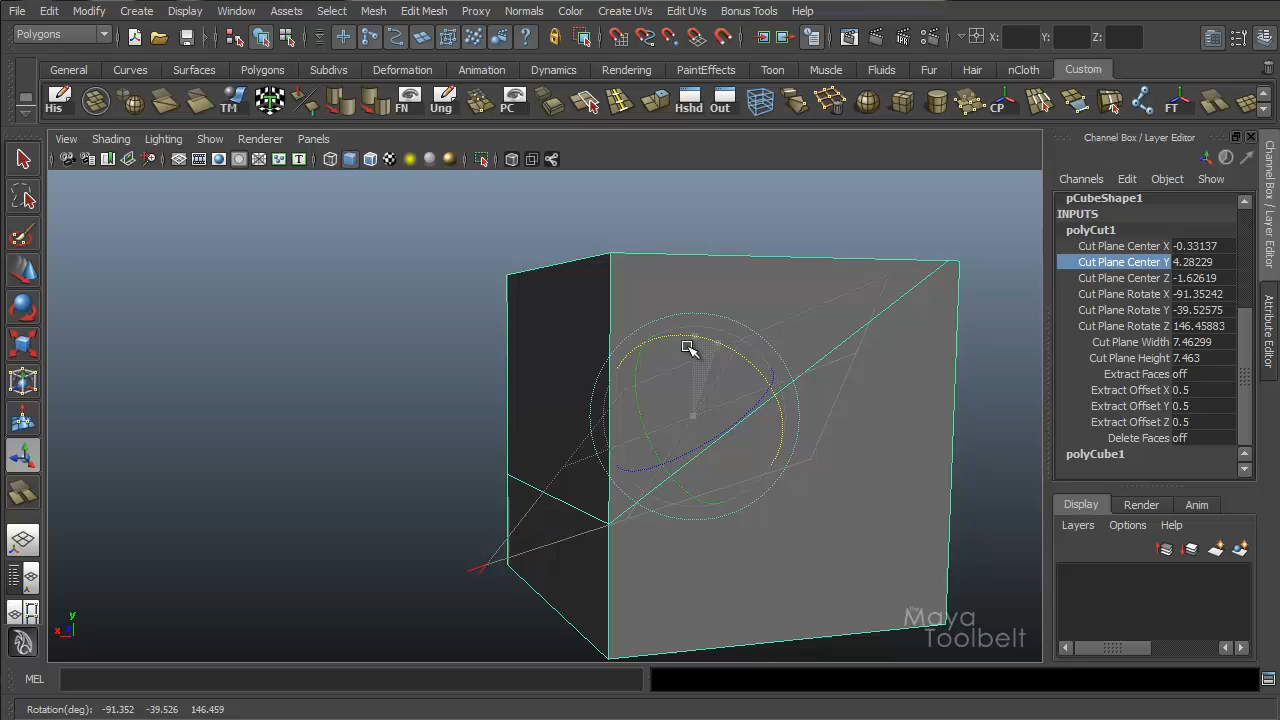 File Edit Modify Create Display Window Assets Select Mesh Edit Mesh Proxy Normals Color Create UVs Edit UVs Bonus Tools Help
Polygons X: Y: Z:
General Curves Surfaces Polygons Subdivs Deformation Animation Dynamics Rendering PaintEffects Toon Muscle Fluids Fur Hair nCloth Custom
His TM FN Ung PC Hshd Out CP FT
View Shading Lighting Show Renderer Panels
Channel Box / Layer Editor
Channels Edit Object Show
pCubeShape1
INPUTS
polyCut1
Cut Plane Center X -0.33137
Cut Plane Center Y 4.28229
Cut Plane Center Z -1.62619
Cut Plane Rotate X -91.35242
Cut Plane Rotate Y -39.52575
Cut Plane Rotate Z 146.45883
Cut Plane Width 7.46299
Cut Plane Height 7.463
Extract Faces off
Extract Offset X 0.5
Extract Offset Y 0.5
Extract Offset Z 0.5
Delete Faces off
polyCube1
Display Render Anim
Layers Options Help
Channel Box / Layer Editor
Attribute Editor
y
x z
the Maya
Toolbelt
MEL
Rotation(deg): -91.352 -39.526 146.459